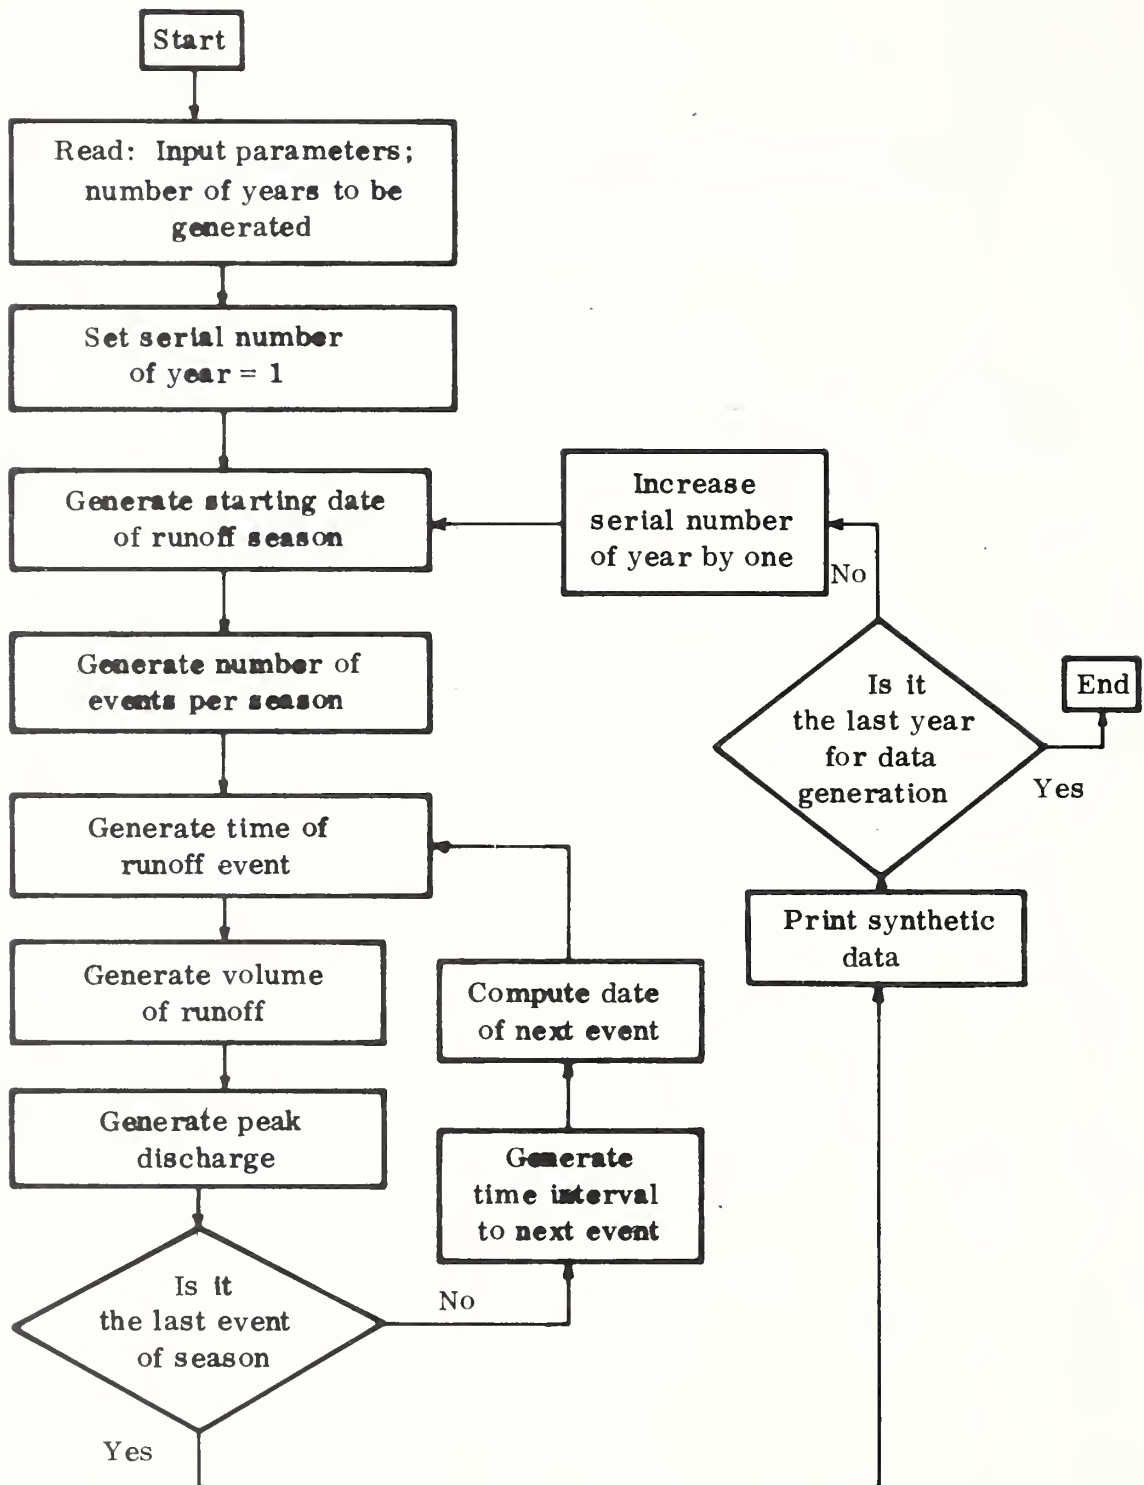 Start
Read: Input parameters;
number of years to be
generated
Set serial number
of year = 1
Generate starting date
of runoff season
Generate number of
events per season
Generate time of
runoff event
Generate volume
of runoff
Generate peak
discharge
Is it
the last event
of season
Yes
No
Generate
time interval
to next event
Compute date
of next event
Print synthetic
data
Is it
the last year
for data
generation
No
Yes
Increase
serial number
of year by one
End